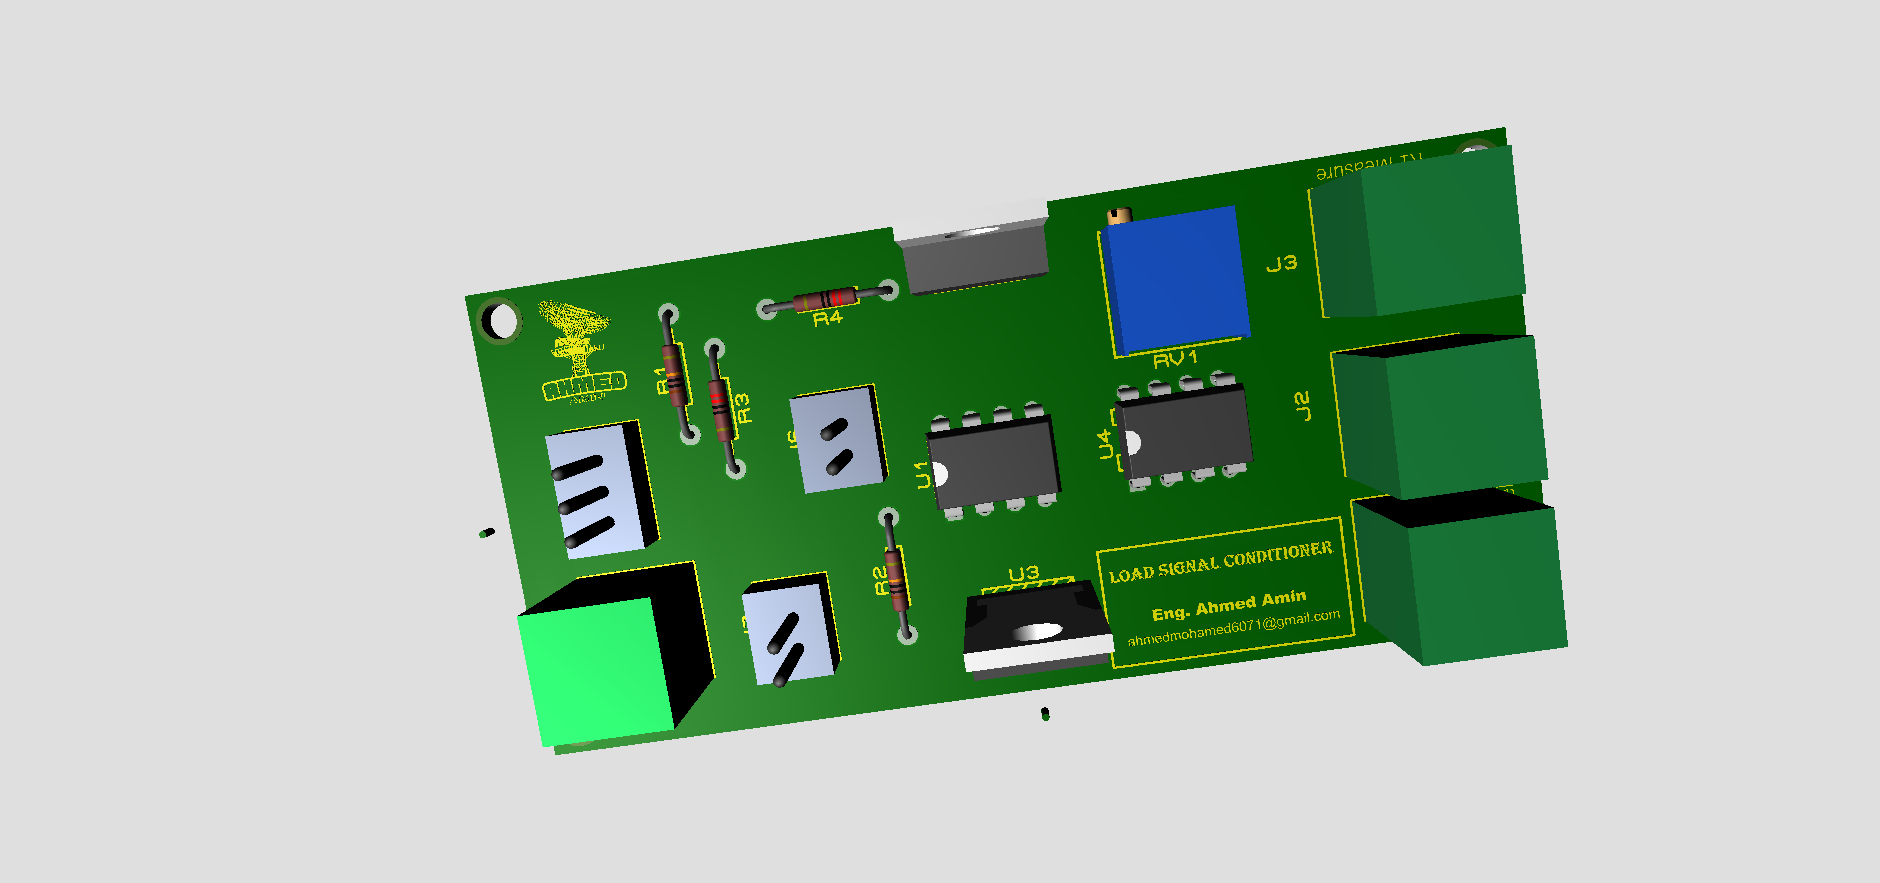 Measure
AHMED
R1
R3
R4
J3
RV1
J2
U1
U4
R2
U3
LOAD SIGNAL CONDITIONER
Eng. Ahmed Amin
ahmedmohamed6071@gmail.com